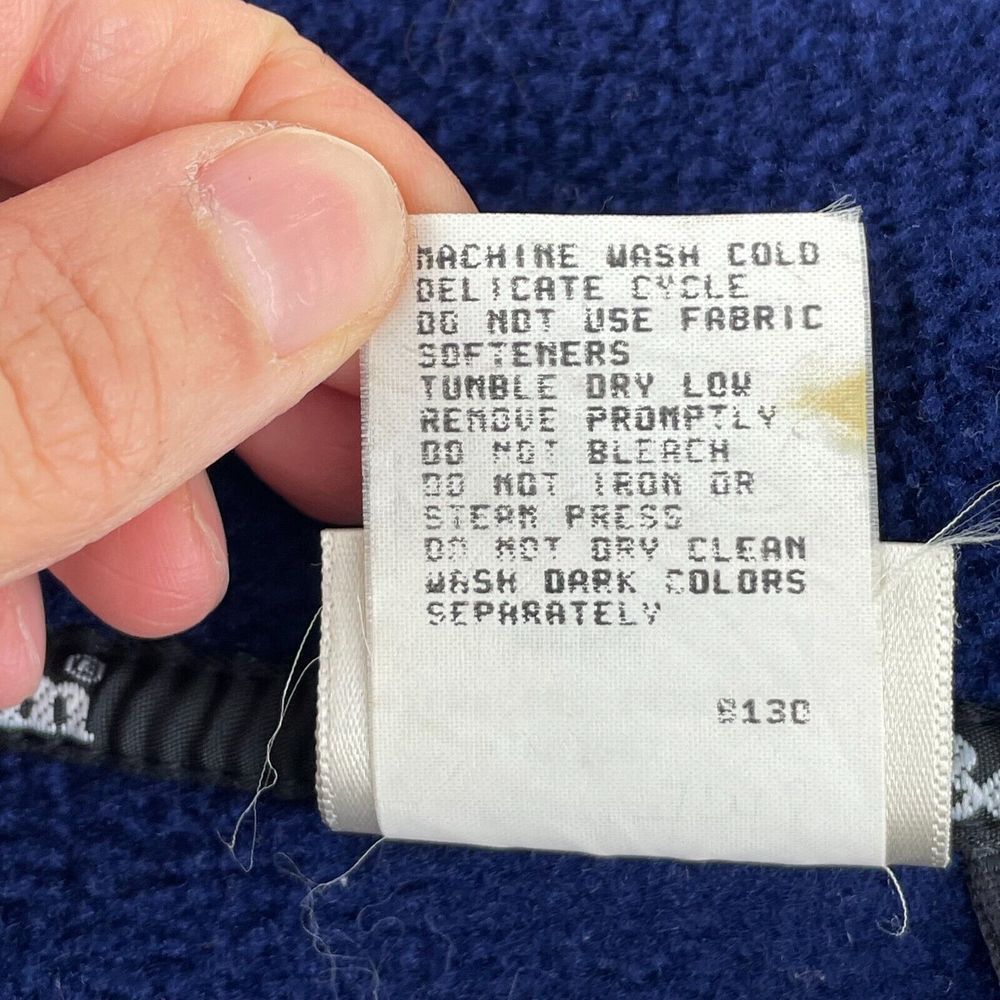 MACHINE WASH COLD
DELICATE CYCLE
DO NOT USE FABRIC
SOFTENERS
TUMBLE DRY LOW
REMOVE PROMPTLY
DO NOT BLEACH
DO NOT IRON OR
STEAM PRESS
DO NOT DRY CLEAN
WASH DARK COLORS
SEPARATELY
8130